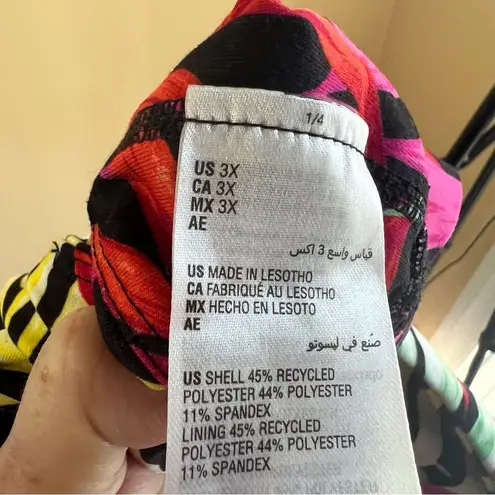 1/4
US 3X
CA 3X
MX 3X
AE
قياس واسع 3 اكس
US MADE IN LESOTHO
CA FABRIQUÉ AU LESOTHO
MX HECHO EN LESOTO
AE
صُنع في ليسوتو
US SHELL 45% RECYCLED
POLYESTER 44% POLYESTER
11% SPANDEX
LINING 45% RECYCLED
POLYESTER 44% POLYESTER
11% SPANDEX